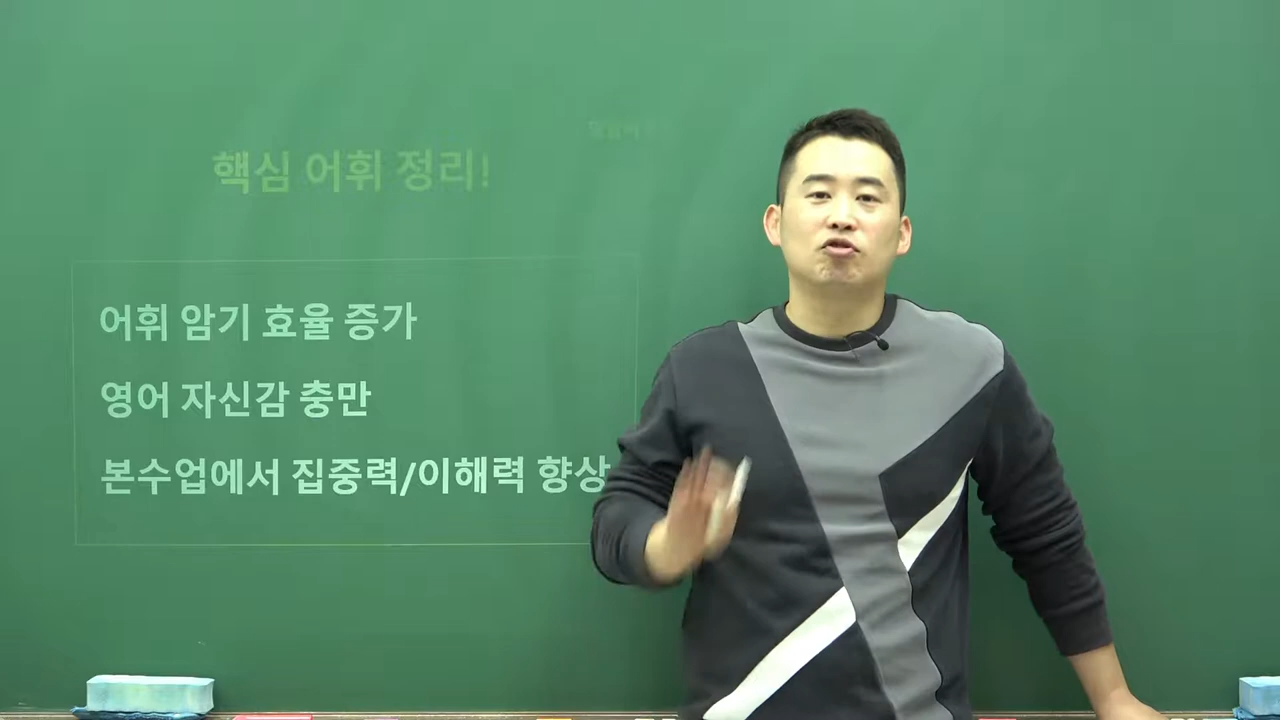 핵심 어휘 정리!
어휘 암기 효율 증가
영어 자신감 충만
본수업에서 집중력/이해력 향상